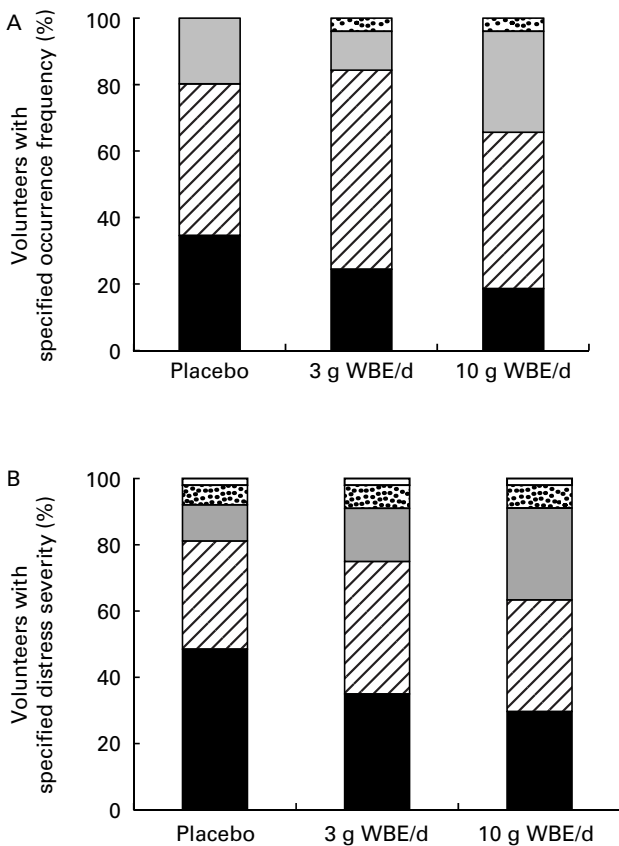 A
Volunteers with
specified occurrence frequency (%)
100
80
60
40
20
0
Placebo 3 g WBE/d 10 g WBE/d
B
Volunteers with
specified distress severity (%)
100
80
60
40
20
0
Placebo 3 g WBE/d 10 g WBE/d